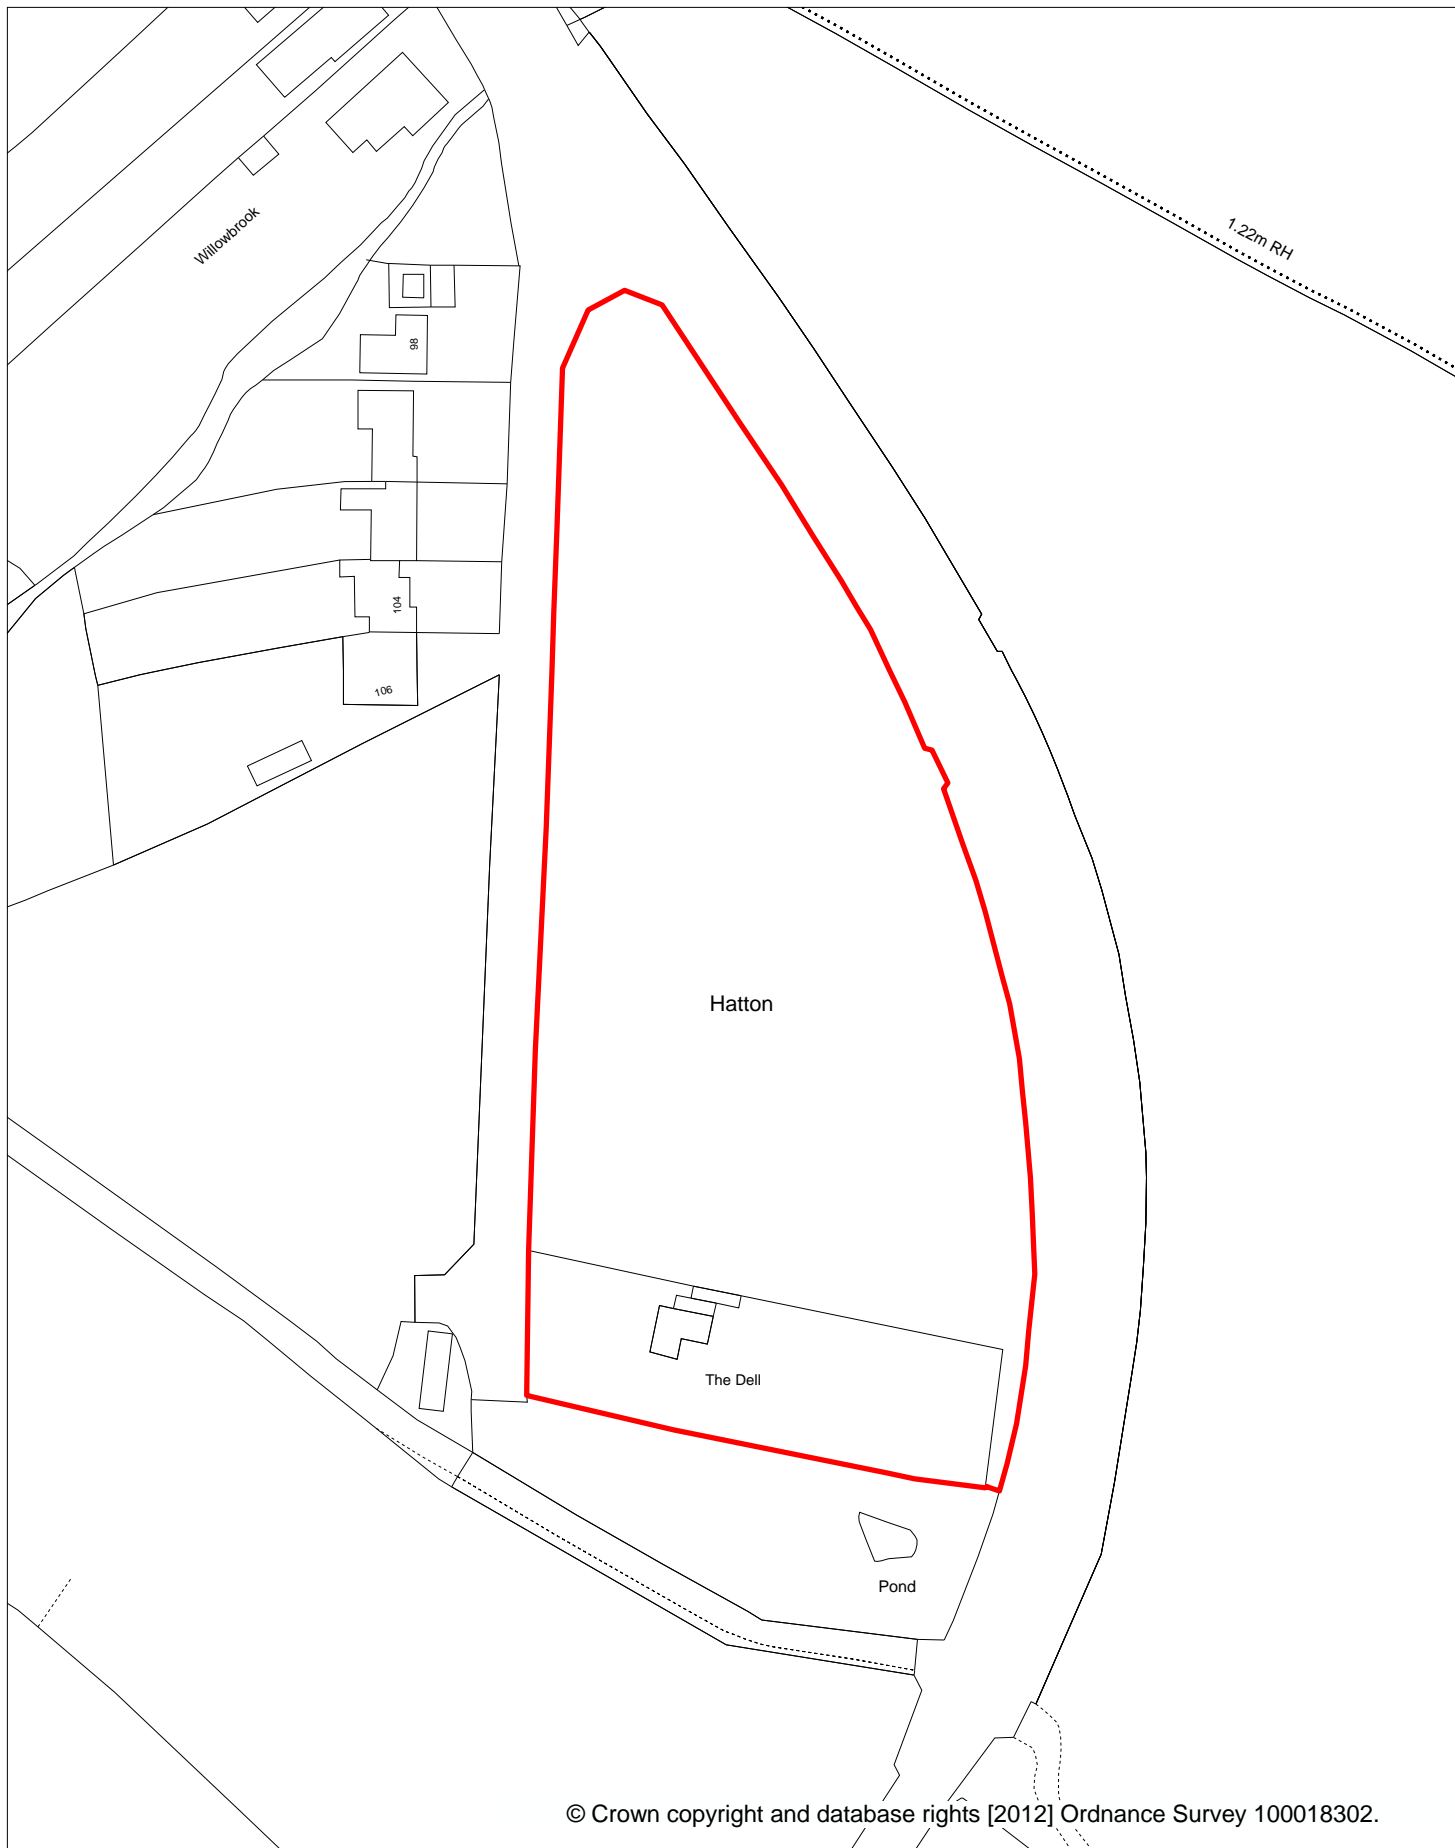 Willowbrook
1.22m RH
98
104
106
Hatton
The Dell
Pond
© Crown copyright and database rights [2012] Ordnance Survey 100018302.